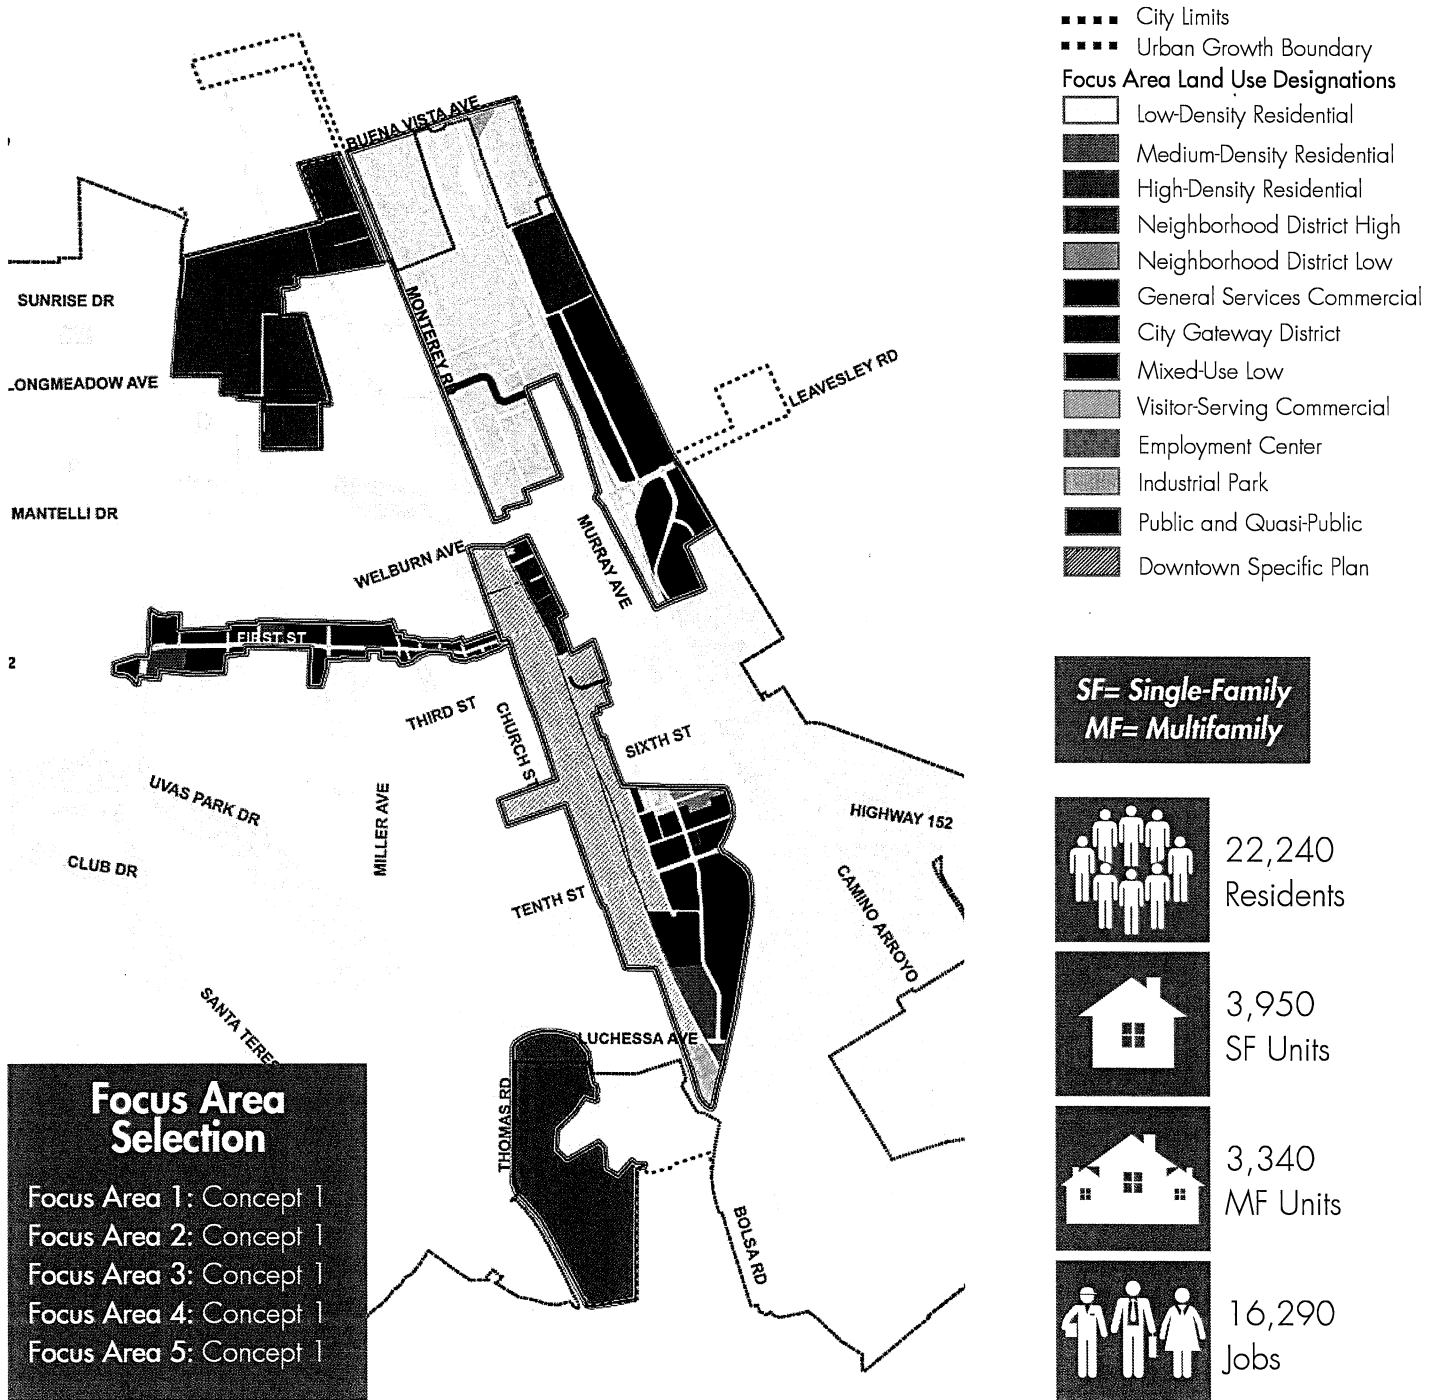 City Limits
Urban Growth Boundary
Focus Area Land Use Designations
Low-Density Residential
Medium-Density Residential
High-Density Residential
Neighborhood District High
Neighborhood District Low
General Services Commercial
City Gateway District
Mixed-Use Low
Visitor-Serving Commercial
Employment Center
Industrial Park
Public and Quasi-Public
Downtown Specific Plan
BUENA VISTA AVE
SUNRISE DR
MONTEREY RD
LONGMEADOW AVE
LEAVESLEY RD
MANTELLI DR
MURRAY AVE
WELBURN AVE
FIRST ST
2
THIRD ST
CHURCH ST
SIXTH ST
UVAS PARK DR
MILLER AVE
HIGHWAY 152
CLUB DR
CAMINO ARROYO
TENTH ST
SANTA TERES
LUCHESSA AVE
THOMAS RD
BOLSA RD
SF= Single-Family
MF= Multifamily
22,240
Residents
3,950
SF Units
3,340
MF Units
16,290
Jobs
Focus Area
Selection
Focus Area 1: Concept 1
Focus Area 2: Concept 1
Focus Area 3: Concept 1
Focus Area 4: Concept 1
Focus Area 5: Concept 1